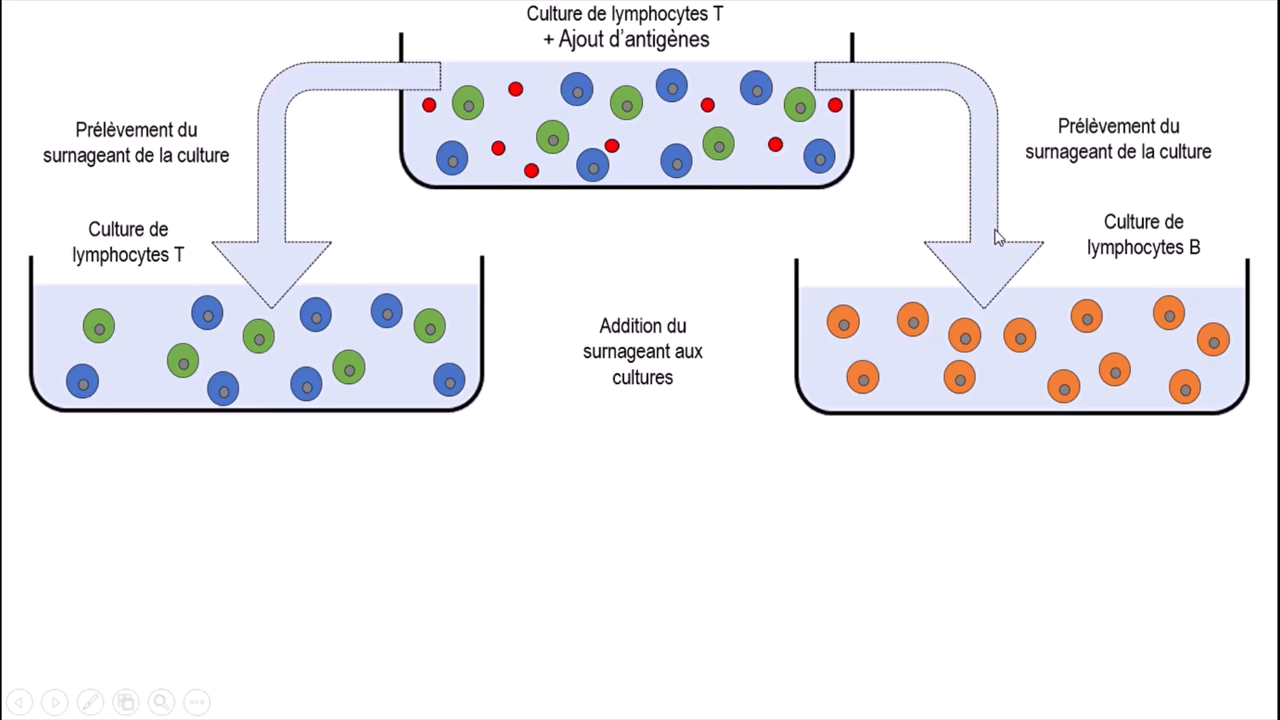 Culture de lymphocytes T
+ Ajout d’antigènes
Prélèvement du
surnageant de la culture
Prélèvement du
surnageant de la culture
Culture de
lymphocytes T
Culture de
lymphocytes B
Addition du
surnageant aux
cultures